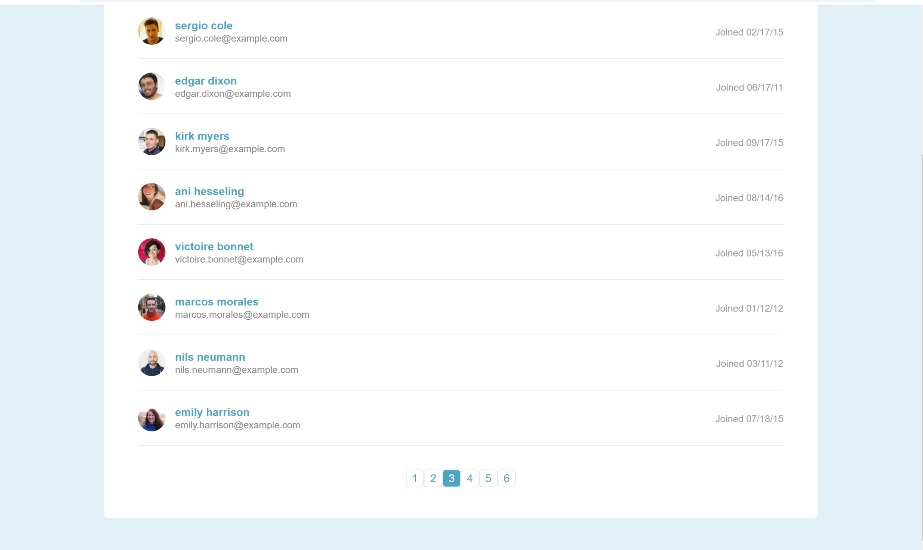 sergio cole
sergio.cole@example.com
Joined 02/17/15
edgar dixon
edgar.dixon@example.com
Joined 06/17/11
kirk myers
kirk.myers@example.com
Joined 09/17/15
ani hesseling
ani.hesseling@example.com
Joined 08/14/16
victoire bonnet
victoire.bonnet@example.com
Joined 05/13/16
marcos morales
marcos.morales@example.com
Joined 01/12/12
nils neumann
nils.neumann@example.com
Joined 03/11/12
emily harrison
emily.harrison@example.com
Joined 07/18/15
1 2 3 4 5 6